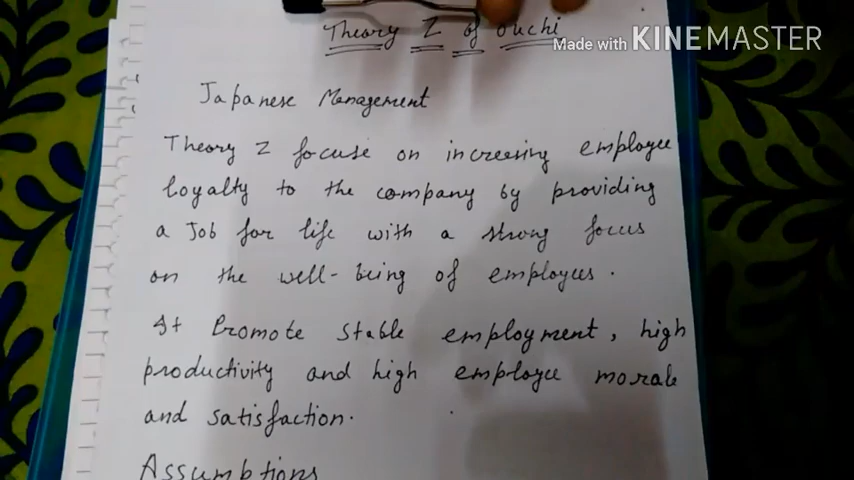 Theory Z of Ouchi
Made with KINEMASTER
Japanese Management
Theory Z focuse on increasing employee
loyalty to the company by providing
a Job for life with a strong focus
on the well-being of employees.
It Promote stable employment, high
productivity and high employee morale
and satisfaction.
Assumptions